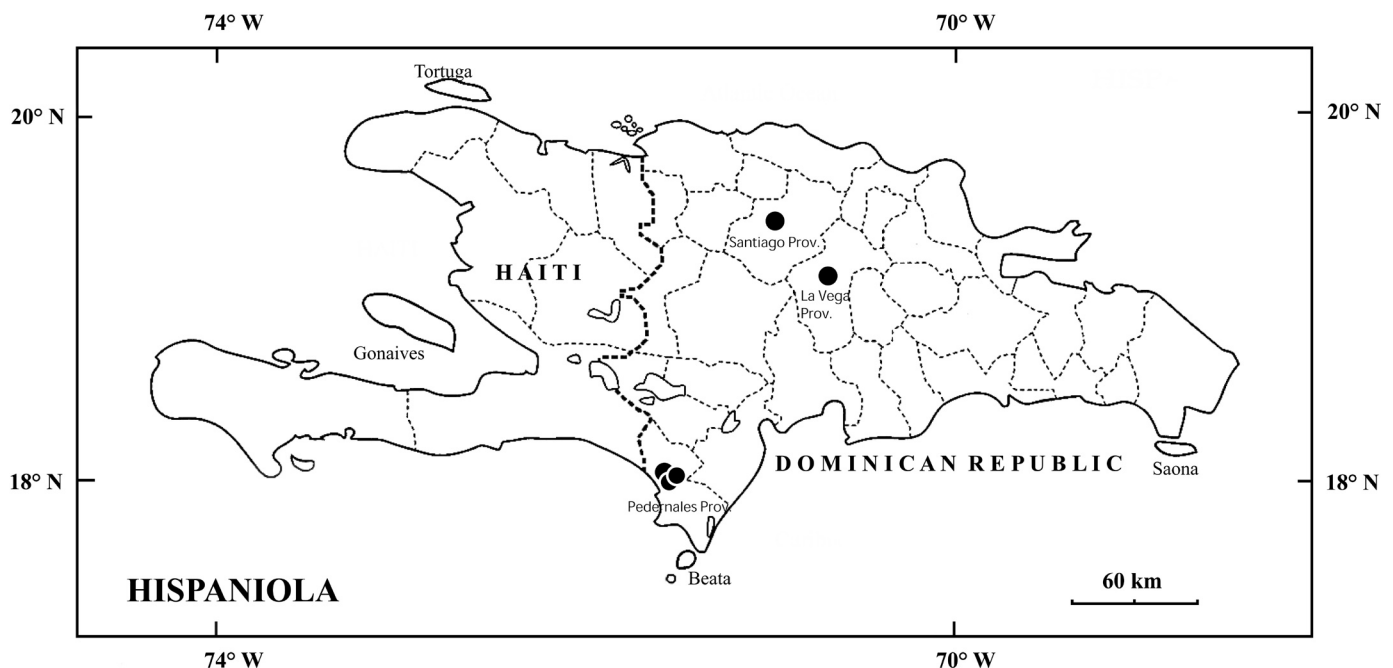 74° W
70° W
Tortuga
20° N
20° N
Santiago Prov.
HAITI
La Vega
Prov.
Gonaives
DOMINICAN REPUBLIC
Saona
18° N
18° N
Pedernales Prov.
Beata
HISPANIOLA
60 km
74° W
70° W